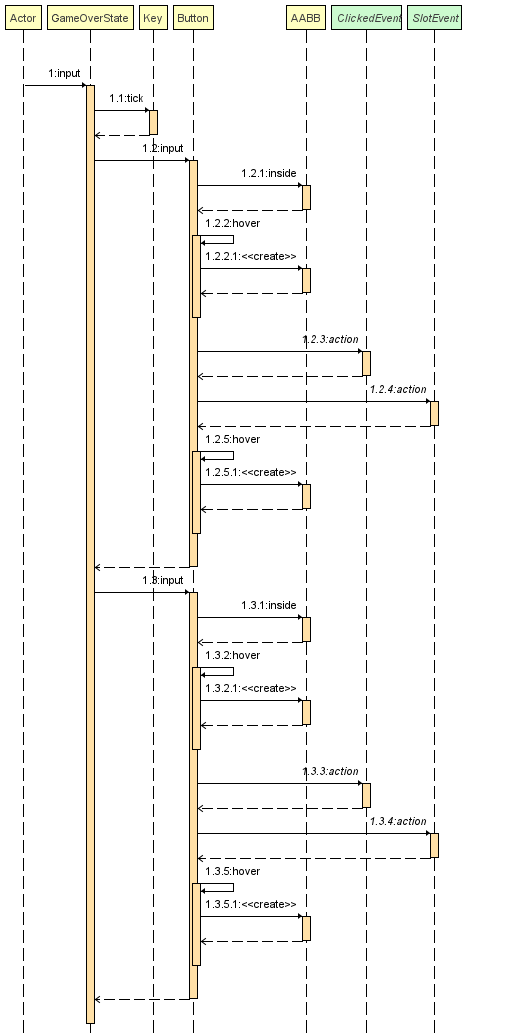 Actor GameOverState Key Button AABB ClickedEvent SlotEvent
1:input
1.1:tick
1.2:input
1.2.1:inside
1.2.2:hover
1.2.2.1:<<create>>
1.2.3:action
1.2.4:action
1.2.5:hover
1.2.5.1:<<create>>
1.3:input
1.3.1:inside
1.3.2:hover
1.3.2.1:<<create>>
1.3.3:action
1.3.4:action
1.3.5:hover
1.3.5.1:<<create>>